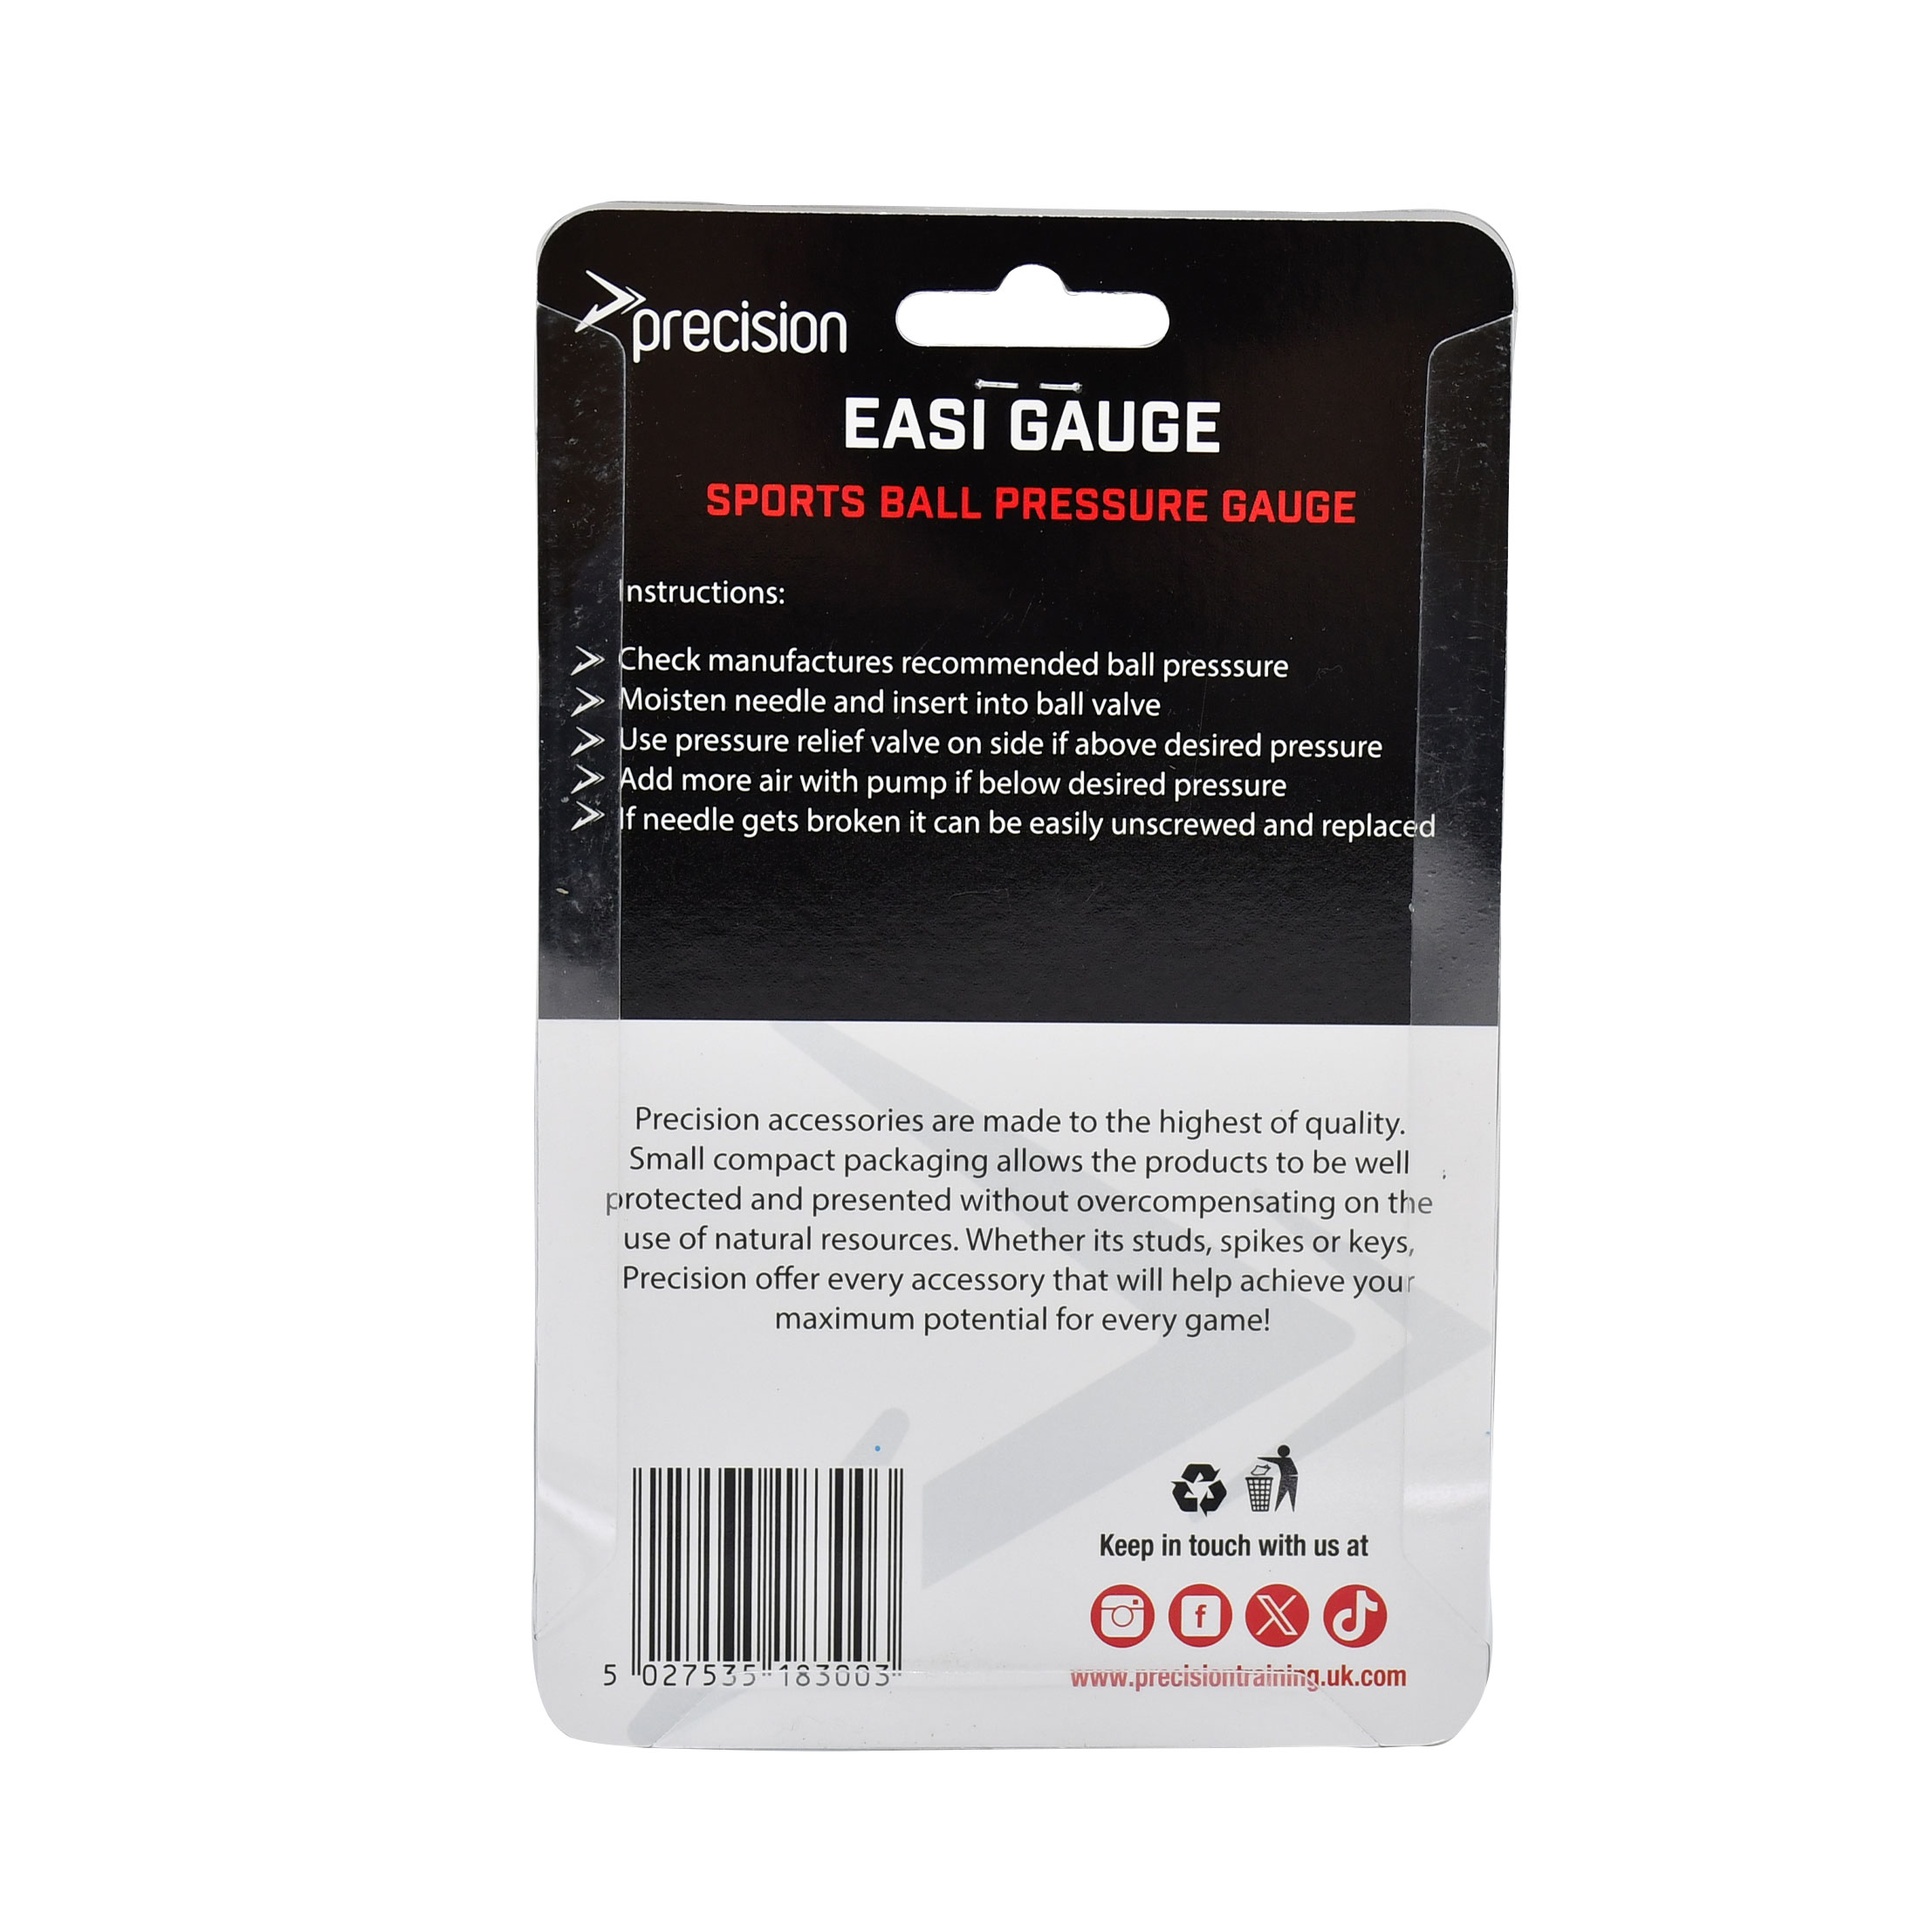 precision
EASI GAUGE
SPORTS BALL PRESSURE GAUGE
Instructions:
Check manufactures recommended ball presssure
Moisten needle and insert into ball valve
Use pressure relief valve on side if above desired pressure
Add more air with pump if below desired pressure
If needle gets broken it can be easily unscrewed and replaced
Precision accessories are made to the highest of quality.
Small compact packaging allows the products to be well
protected and presented without overcompensating on the
use of natural resources. Whether its studs, spikes or keys,
Precision offer every accessory that will help achieve your
maximum potential for every game!
Keep in touch with us at
5 027535 183003
www.precisiontraining.uk.com